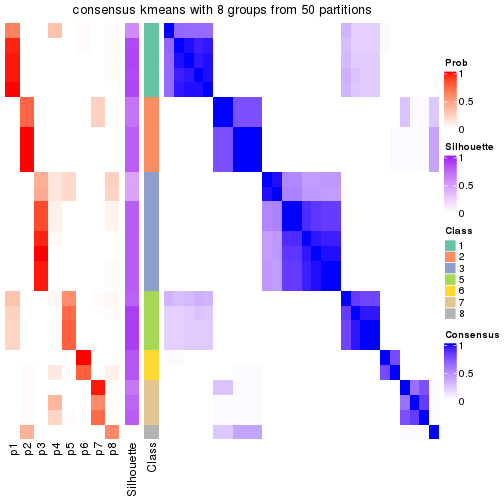 consensus kmeans with 8 groups from 50 partitions
Prob
1
0.5
0
Silhouette
1
0.5
0
Class
1
2
3
5
6
7
8
Consensus
1
0.5
0
p1
p2
p3
p4
p5
p6
p7
p8
Silhouette
Class